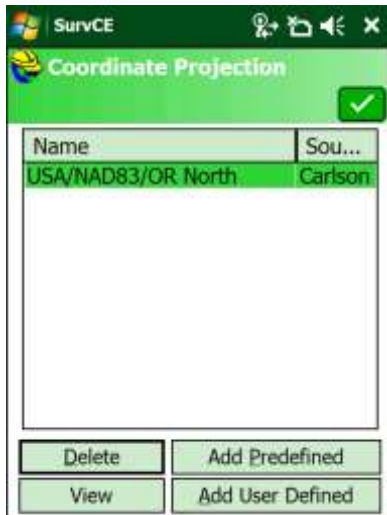 SurvCE
Coordinate Projection
Name Sou...
USA/NAD83/OR North Carlson
Delete Add Predefined
View Add User Defined